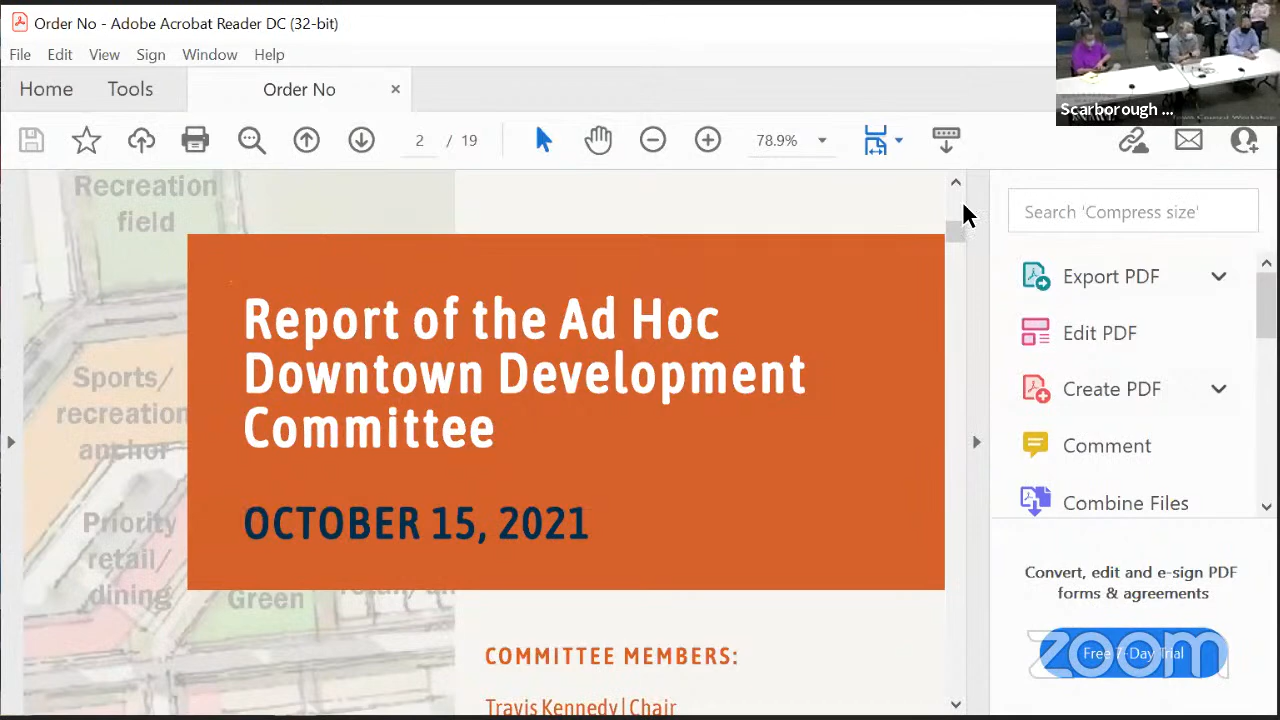 Order No - Adobe Acrobat Reader DC (32-bit)
File Edit View Sign Window Help
Home Tools Order No ×
2 / 19 78.9%
Scarborough ...
Search 'Compress size'
Export PDF
Edit PDF
Create PDF
Comment
Combine Files
Convert, edit and e-sign PDF
forms & agreements
Free 7-Day Trial
zoom
Recreation
field
Sports/
recreation
anchor
Priority
retail/
dining
Green
Report of the Ad Hoc
Downtown Development
Committee
OCTOBER 15, 2021
COMMITTEE MEMBERS:
Travis Kennedy | Chair